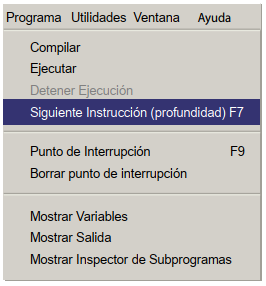 Programa Utilidades Ventana Ayuda
Compilar
Ejecutar
Detener Ejecución
Siguiente Instrucción (profundidad) F7
Punto de Interrupción F9
Borrar punto de interrupción
Mostrar Variables
Mostrar Salida
Mostrar Inspector de Subprogramas